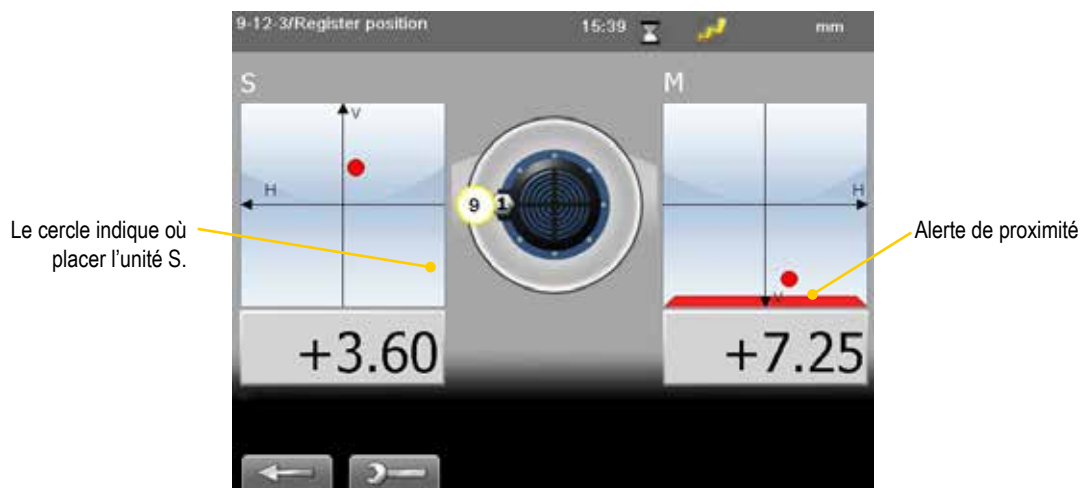 9-12-3/Register position 15:39 mm
S M
V
H H
9 1
Le cercle indique où
placer l’unité S.
Alerte de proximité
V
+3.60 +7.25